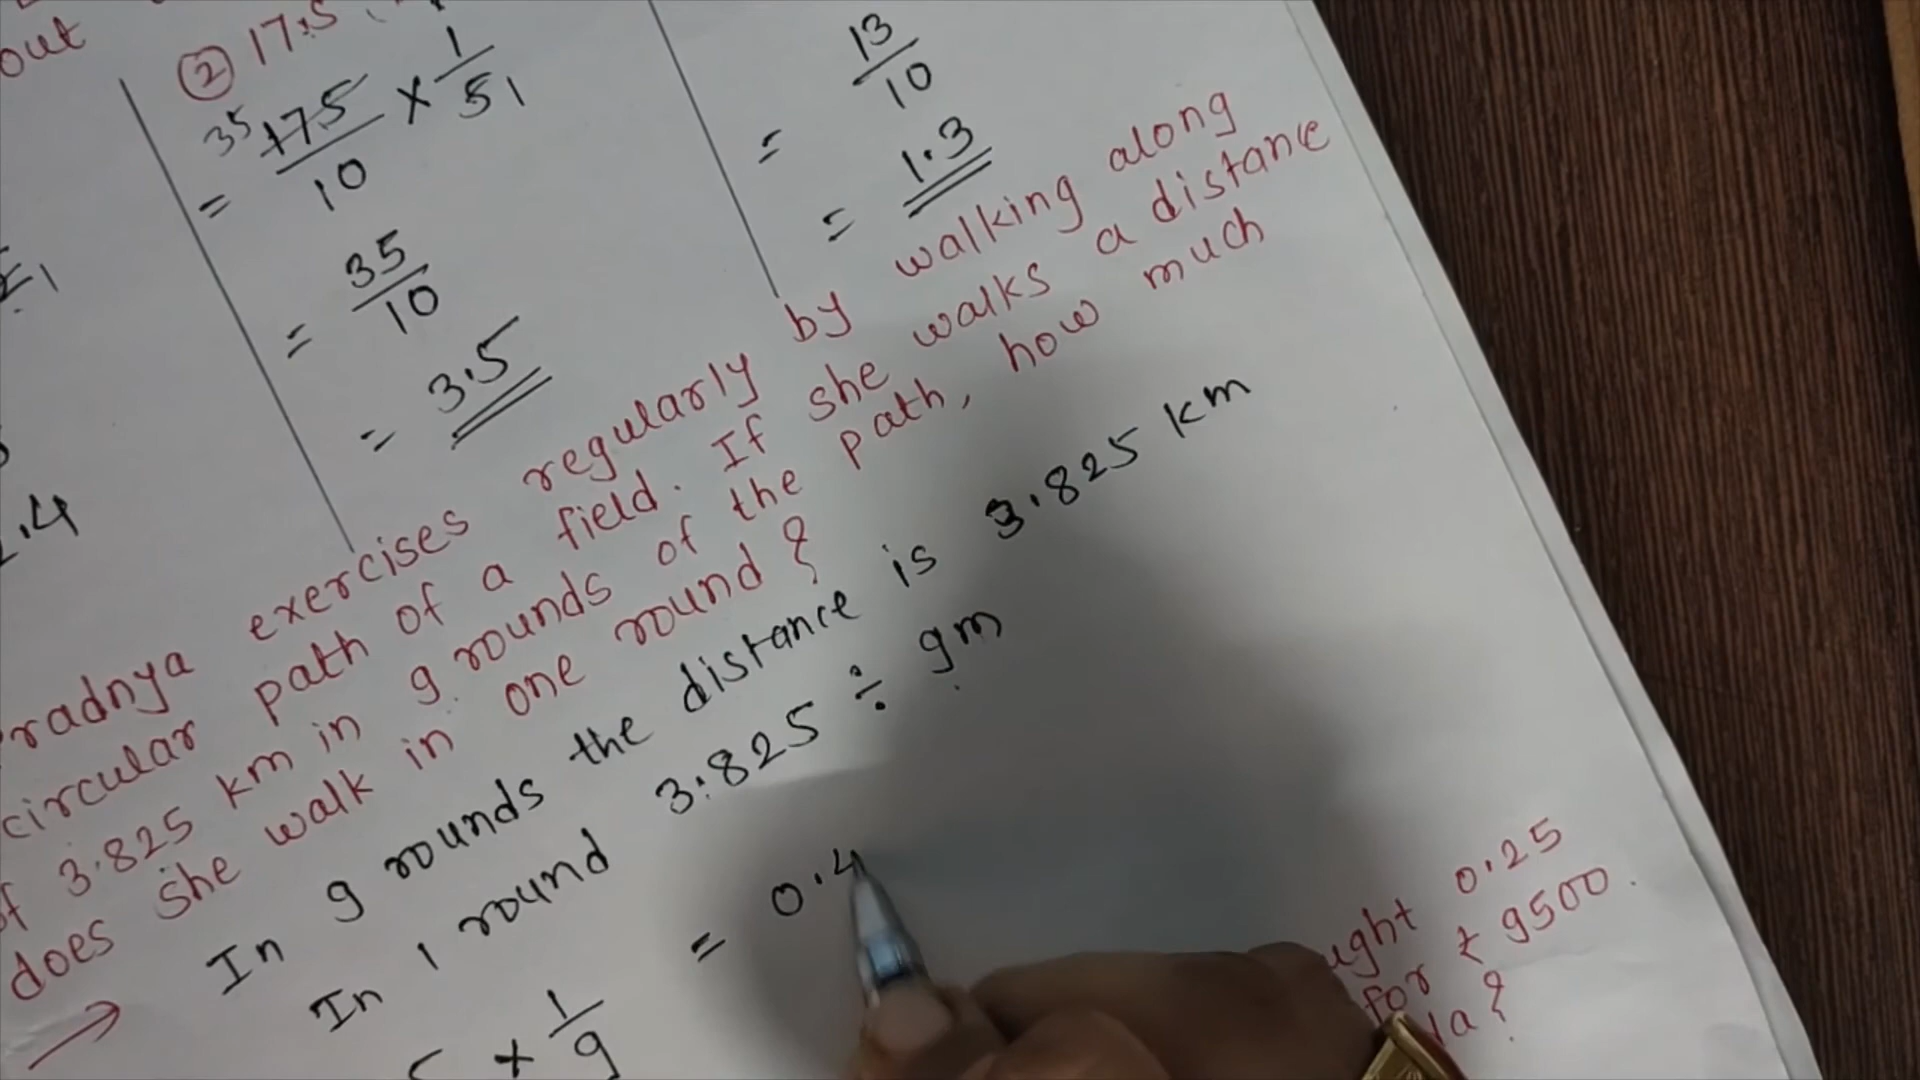 out
② 17.5
= 35 175/10 × 1/5 1
= 35/10
= 3.5
13/10
=
= 1.3
.4
radnya exercises regularly by walking along
circular path of a field. If she walks a distance
of 3.825 km in 9 rounds of the path, how much
does she walk in one round?
In 9 rounds the distance is 3.825 km
In 1 round 3.825 ÷ 9m
× 1/9 = 0.4
ught 0.25
for ₹ 9500.
la?